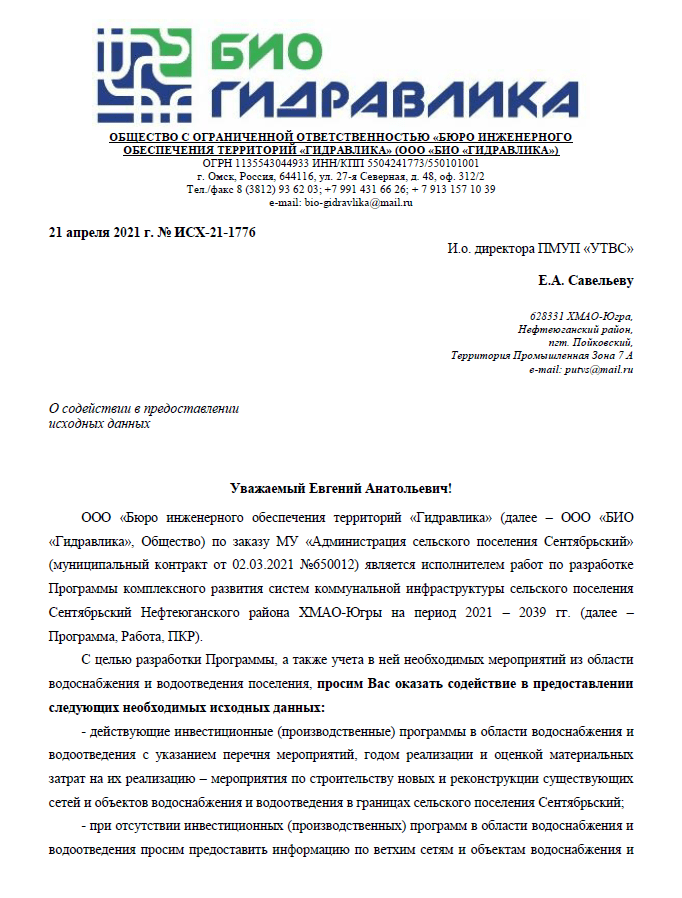 БИО
ГИДРАВЛИКА
ОБЩЕСТВО С ОГРАНИЧЕННОЙ ОТВЕТСТВЕННОСТЬЮ «БЮРО ИНЖЕНЕРНОГО
ОБЕСПЕЧЕНИЯ ТЕРРИТОРИЙ «ГИДРАВЛИКА» (ООО «БИО «ГИДРАВЛИКА»)
ОГРН 1135543044933 ИНН/КПП 5504241773/550101001
г. Омск, Россия, 644116, ул. 27-я Северная, д. 48, оф. 312/2
Тел./факс 8 (3812) 93 62 03; +7 991 431 66 26; + 7 913 157 10 39
e-mail: bio-gidravlika@mail.ru
21 апреля 2021 г. № ИСХ-21-1776
И.о. директора ПМУП «УТВС»
Е.А. Савельеву
628331 ХМАО-Югра,
Нефтеюганский район,
пгт. Пойковский,
Территория Промышленная Зона 7 А
e-mail: putvs@mail.ru
О содействии в предоставлении
исходных данных
Уважаемый Евгений Анатольевич!
ООО «Бюро инженерного обеспечения территорий «Гидравлика» (далее – ООО «БИО
«Гидравлика», Общество) по заказу МУ «Администрация сельского поселения Сентябрьский»
(муниципальный контракт от 02.03.2021 №650012) является исполнителем работ по разработке
Программы комплексного развития систем коммунальной инфраструктуры сельского поселения
Сентябрьский Нефтеюганского района ХМАО-Югры на период 2021 – 2039 гг. (далее –
Программа, Работа, ПКР).
С целью разработки Программы, а также учета в ней необходимых мероприятий из области
водоснабжения и водоотведения поселения, просим Вас оказать содействие в предоставлении
следующих необходимых исходных данных:
- действующие инвестиционные (производственные) программы в области водоснабжения и
водоотведения с указанием перечня мероприятий, годом реализации и оценкой материальных
затрат на их реализацию – мероприятия по строительству новых и реконструкции существующих
сетей и объектов водоснабжения и водоотведения в границах сельского поселения Сентябрьский;
- при отсутствии инвестиционных (производственных) программ в области водоснабжения и
водоотведения просим предоставить информацию по ветхим сетям и объектам водоснабжения и